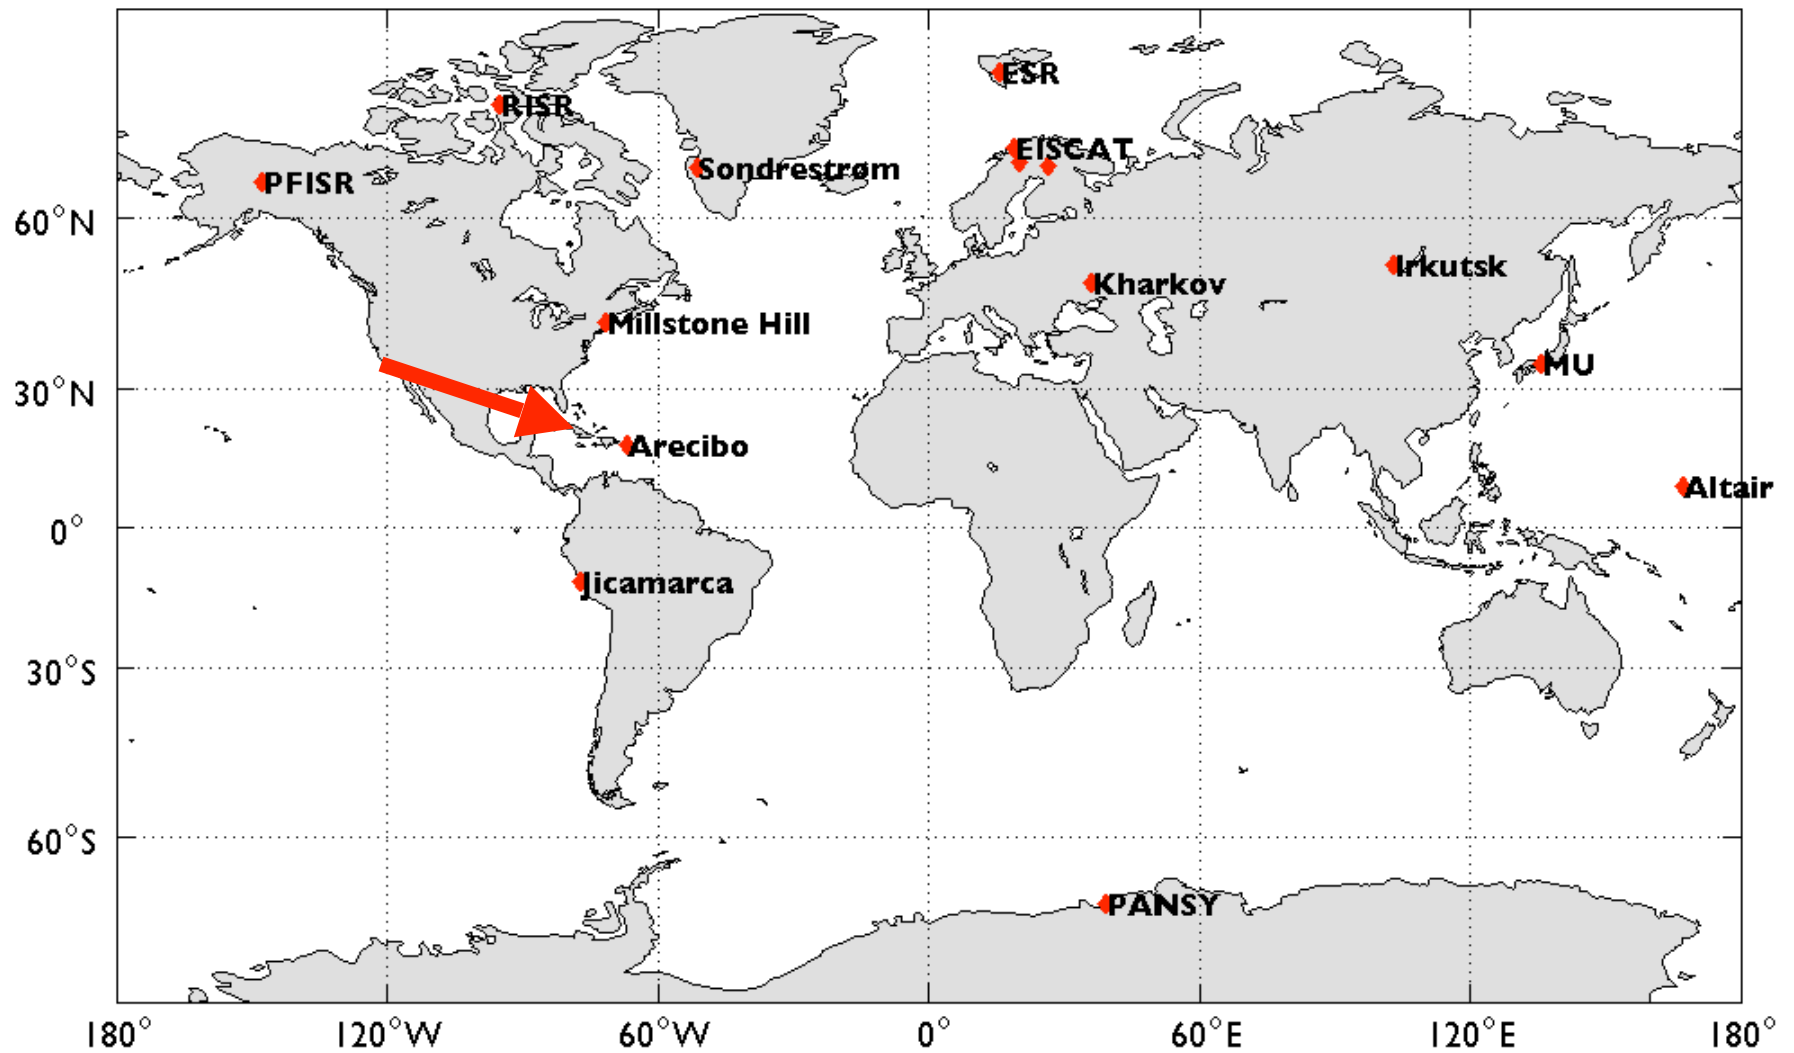 ESR
RISR
EISCAT
Sondrestrøm
PFISR
60°N
Irkutsk
Kharkov
Millstone Hill
MU
30°N
Arecibo
Altair
0°
Jicamarca
30°S
60°S
PANSY
180° 120°W 60°W 0° 60°E 120°E 180°